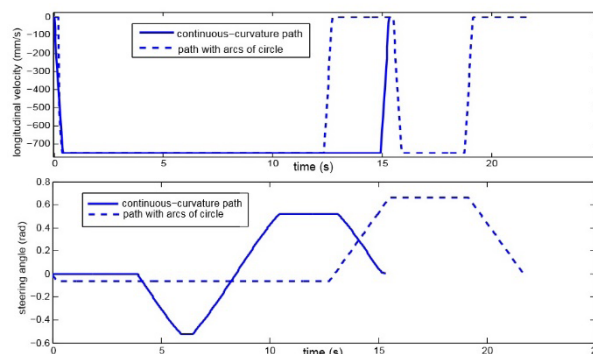 0
-100
-200
-300
-400
-500
-600
-700
longitudinal velocity (mm/s)
continuous-curvature path
path with arcs of circle
0 5 10 15 20
time (s)
0.8
0.6
0.4
0.2
0
-0.2
-0.4
-0.6
steering angle (rad)
continuous-curvature path
path with arcs of circle
0 5 10 15 20
time (s)